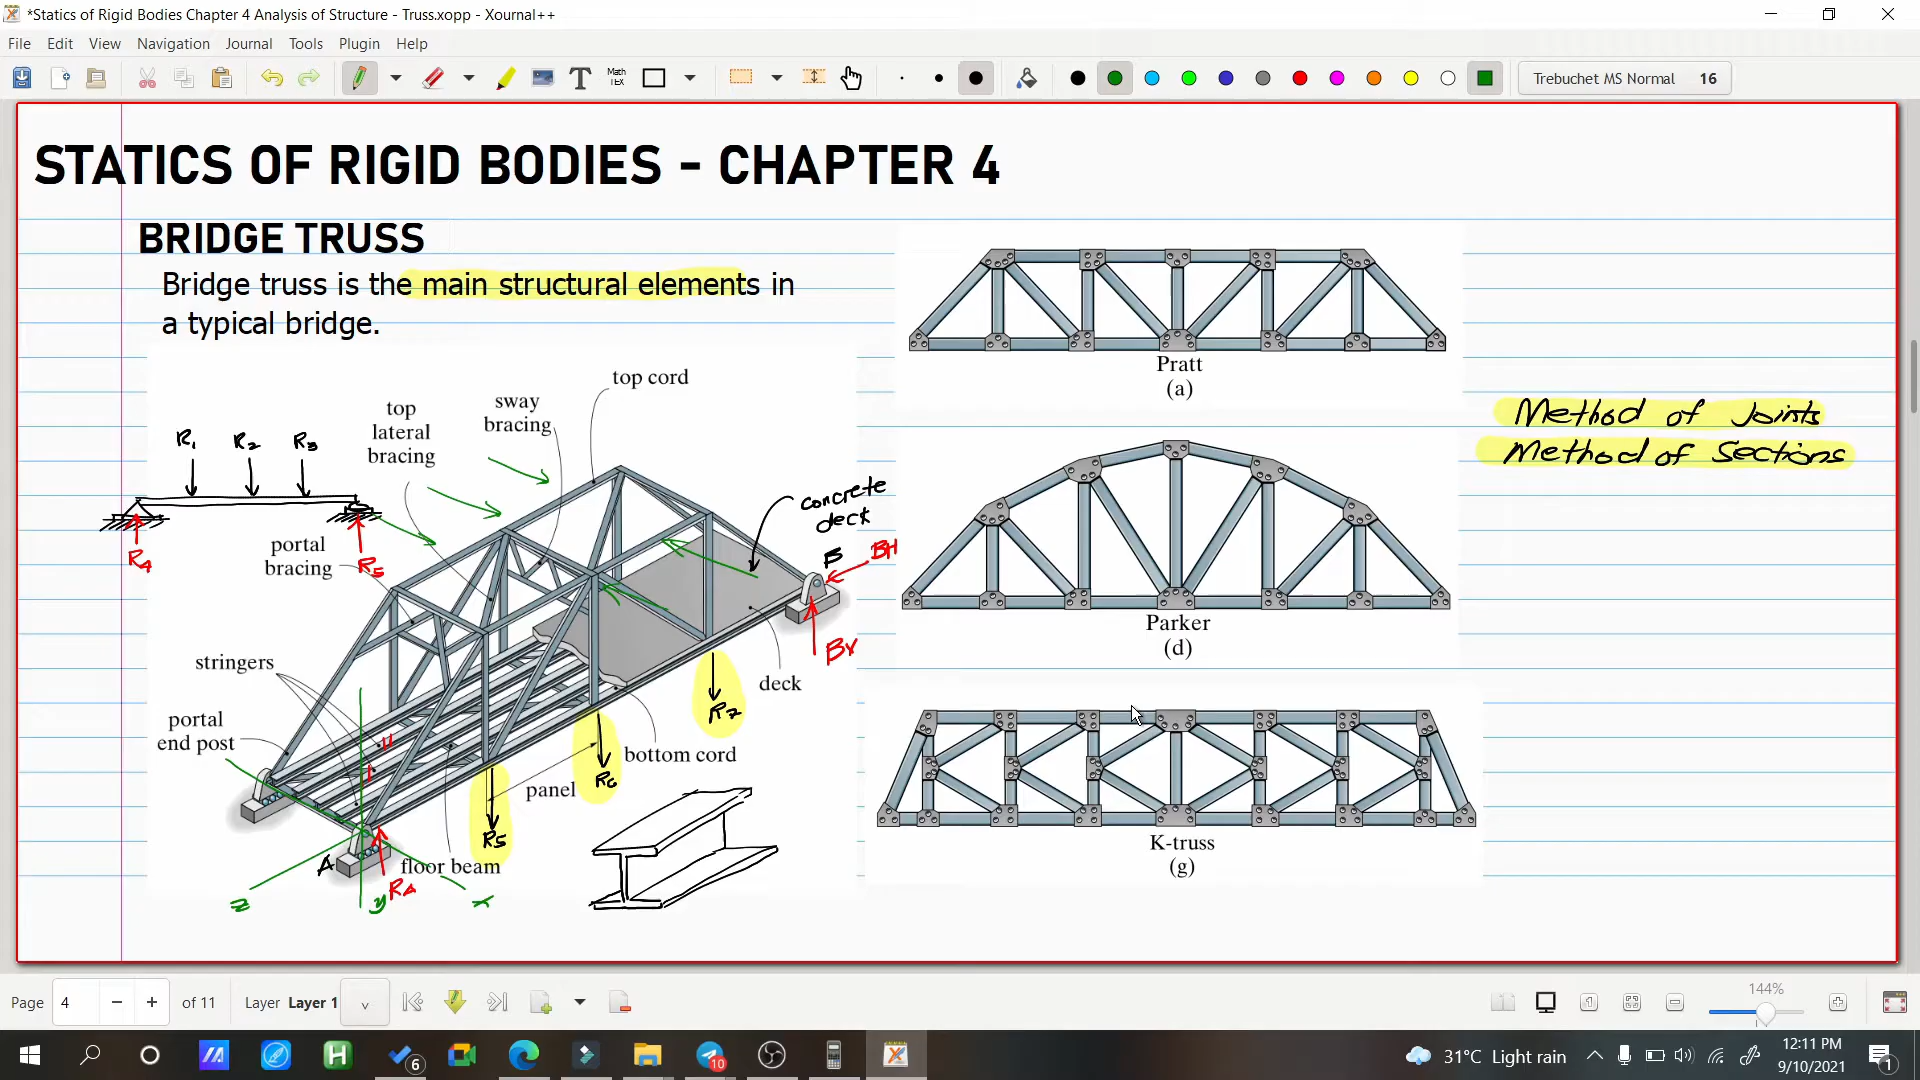 *Statics of Rigid Bodies Chapter 4 Analysis of Structure - Truss.xopp - Xournal++
File Edit View Navigation Journal Tools Plugin Help
Math
TEX
Trebuchet MS Normal 16
STATICS OF RIGID BODIES - CHAPTER 4
BRIDGE TRUSS
Bridge truss is the main structural elements in
a typical bridge.
top cord
sway
bracing
top
lateral
bracing
R1 R2 R3
R4
R5
portal
bracing
concrete
deck
B
BH
BV
stringers
deck
portal
end post
R7
bottom cord
R6
panel
R5
floor beam
A
RA
z
y
x
Pratt
(a)
Parker
(d)
K-truss
(g)
Method of Joints
Method of Sections
Page 4 of 11 Layer Layer 1
144%
6
10
31°C Light rain
12:11 PM
9/10/2021
1